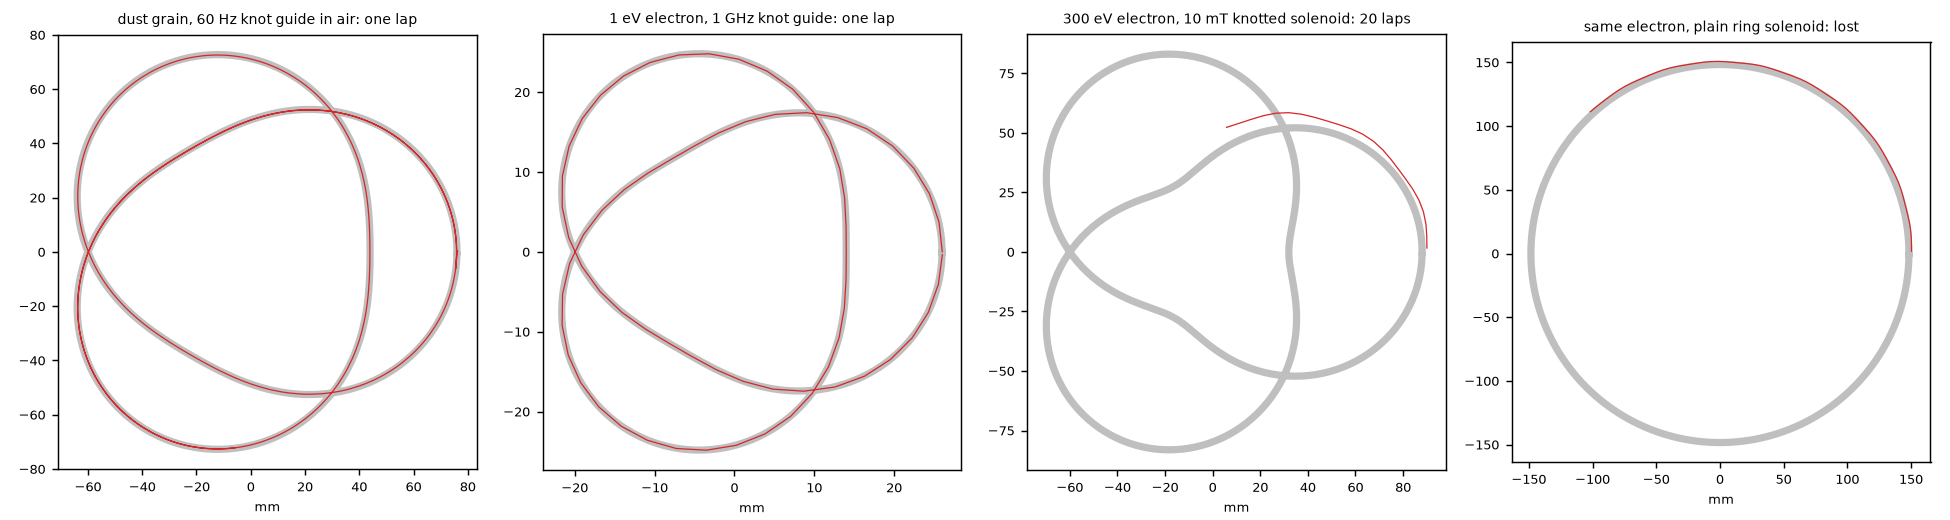 dust grain, 60 Hz knot guide in air: one lap
80
60
40
20
0
−20
−40
−60
−80
−60 −40 −20 0 20 40 60 80
mm
1 eV electron, 1 GHz knot guide: one lap
20
10
0
−10
−20
−20 −10 0 10 20
mm
300 eV electron, 10 mT knotted solenoid: 20 laps
75
50
25
0
−25
−50
−75
−60 −40 −20 0 20 40 60 80
mm
same electron, plain ring solenoid: lost
150
100
50
0
−50
−100
−150
−150 −100 −50 0 50 100 150
mm